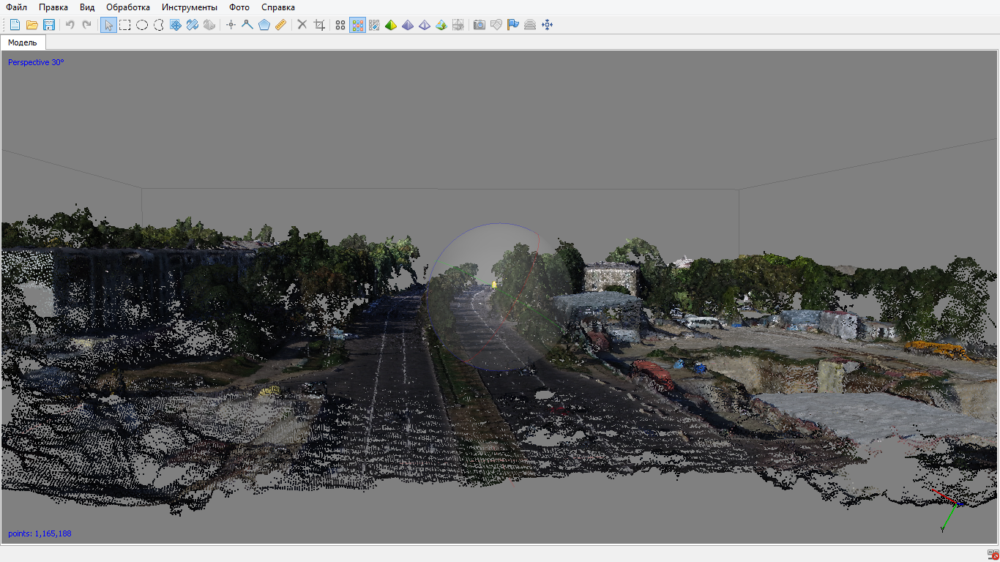 Файл Правка Вид Обработка Инструменты Фото Справка
Модель
Perspective 30°
points: 1,165,188
Y